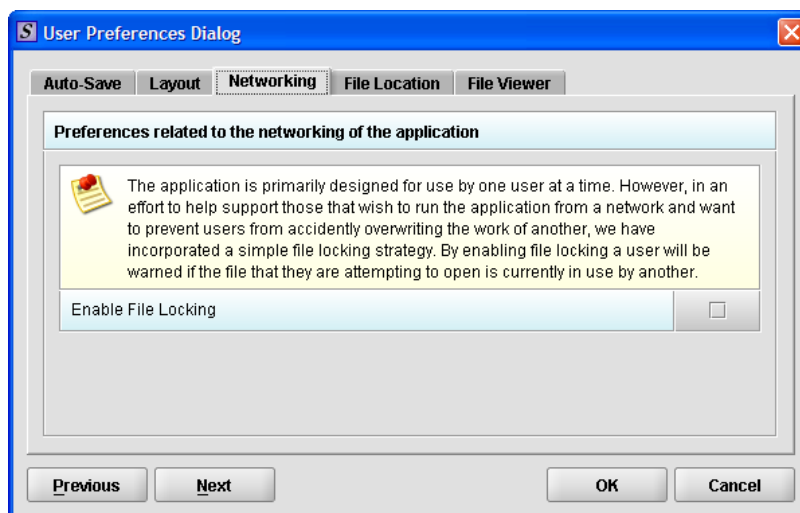 S User Preferences Dialog
Auto-Save Layout Networking File Location File Viewer
Preferences related to the networking of the application
The application is primarily designed for use by one user at a time. However, in an
effort to help support those that wish to run the application from a network and want
to prevent users from accidently overwriting the work of another, we have
incorporated a simple file locking strategy. By enabling file locking a user will be
warned if the file that they are attempting to open is currently in use by another.
Enable File Locking
Previous Next OK Cancel